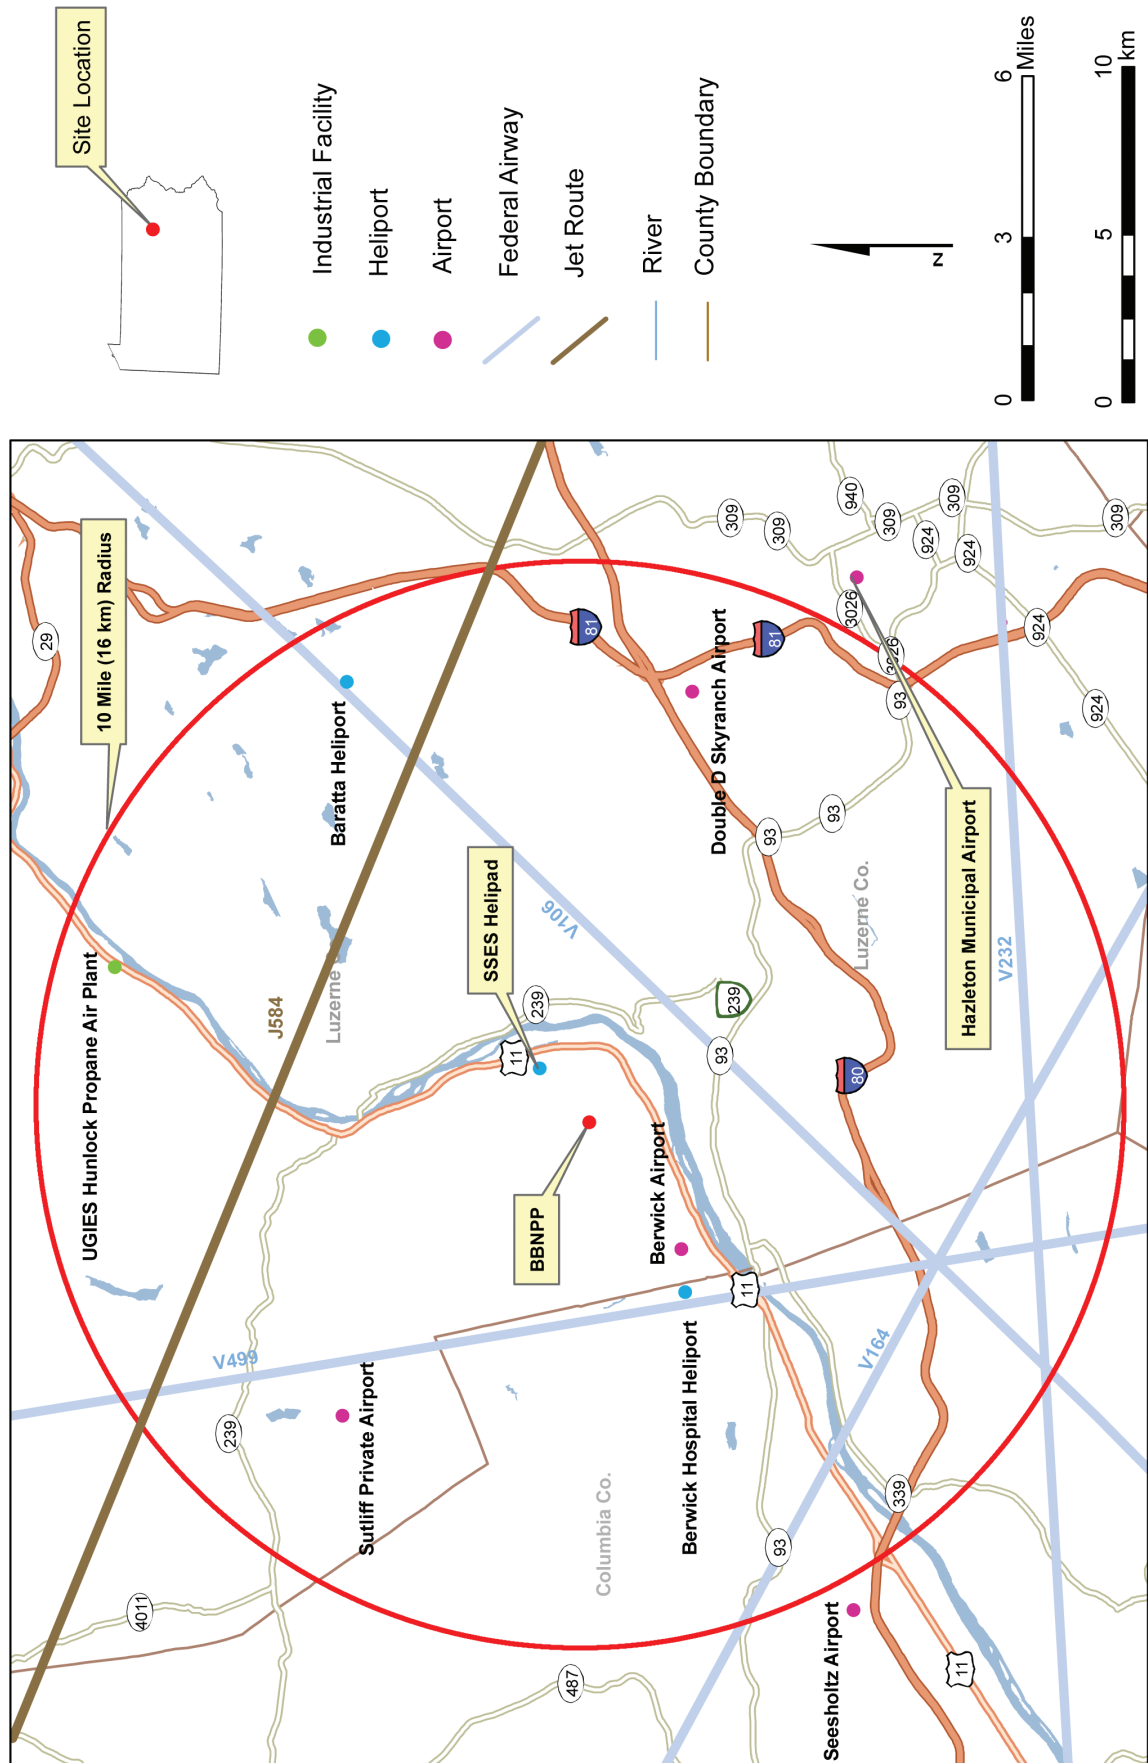 Site Location
Industrial Facility
Heliport
Airport
Federal Airway
Jet Route
River
County Boundary
N
0
3
6
Miles
0
5
10
km
10 Mile (16 km) Radius
29
UGIES Hunlock Propane Air Plant
J584
Luzerne
Baratta Heliport
V499
239
Sutliff Private Airport
4011
SSES Helipad
239
11
V106
81
BBNPP
487
Columbia Co.
Berwick Airport
Berwick Hospital Heliport
11
Double D Skyranch Airport
239
93
93
93
93
81
309
309
940
309
309
924
924
309
3026
3026
93
924
924
Luzerne Co.
80
V164
339
Seesholtz Airport
11
Hazleton Municipal Airport
V232